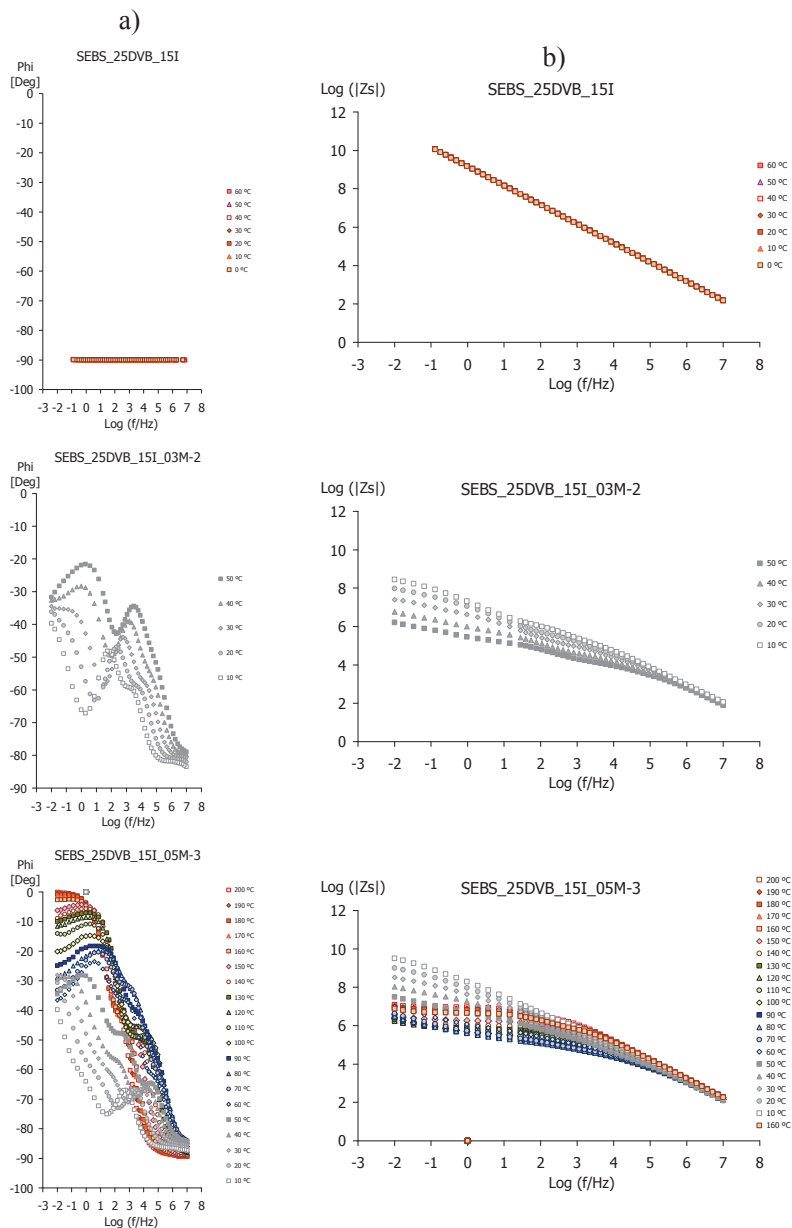 a)
SEBS_25DVB_15I
Phi
[Deg]
0
-10
-20
-30
-40
-50
-60
-70
-80
-90
-100
-3 -2 -1 0 1 2 3 4 5 6 7 8
Log (f/Hz)
60 ºC
50 ºC
40 ºC
30 ºC
20 ºC
10 ºC
0 ºC
b)
Log (|Zs|)
SEBS_25DVB_15I
12
10
8
6
4
2
0
-3 -2 -1 0 1 2 3 4 5 6 7 8
Log (f/Hz)
60 ºC
50 ºC
40 ºC
30 ºC
20 ºC
10 ºC
0 ºC
SEBS_25DVB_15I_03M-2
Phi
[Deg]
0
-10
-20
-30
-40
-50
-60
-70
-80
-90
-3 -2 -1 0 1 2 3 4 5 6 7 8
Log (f/Hz)
50 ºC
40 ºC
30 ºC
20 ºC
10 ºC
Log (|Zs|)
SEBS_25DVB_15I_03M-2
12
10
8
6
4
2
0
-3 -2 -1 0 1 2 3 4 5 6 7 8
Log (f/Hz)
50 ºC
40 ºC
30 ºC
20 ºC
10 ºC
SEBS_25DVB_15I_05M-3
Phi
[Deg]
0
-10
-20
-30
-40
-50
-60
-70
-80
-90
-100
-3 -2 -1 0 1 2 3 4 5 6 7 8
Log (f/Hz)
200 ºC
190 ºC
180 ºC
170 ºC
160 ºC
150 ºC
140 ºC
130 ºC
120 ºC
110 ºC
100 ºC
90 ºC
80 ºC
70 ºC
60 ºC
50 ºC
40 ºC
30 ºC
20 ºC
10 ºC
Log (|Zs|)
SEBS_25DVB_15I_05M-3
12
10
8
6
4
2
0
-3 -2 -1 0 1 2 3 4 5 6 7 8
Log (f/Hz)
200 ºC
190 ºC
180 ºC
170 ºC
160 ºC
150 ºC
140 ºC
130 ºC
120 ºC
110 ºC
100 ºC
90 ºC
80 ºC
70 ºC
60 ºC
50 ºC
40 ºC
30 ºC
20 ºC
10 ºC
160 ºC